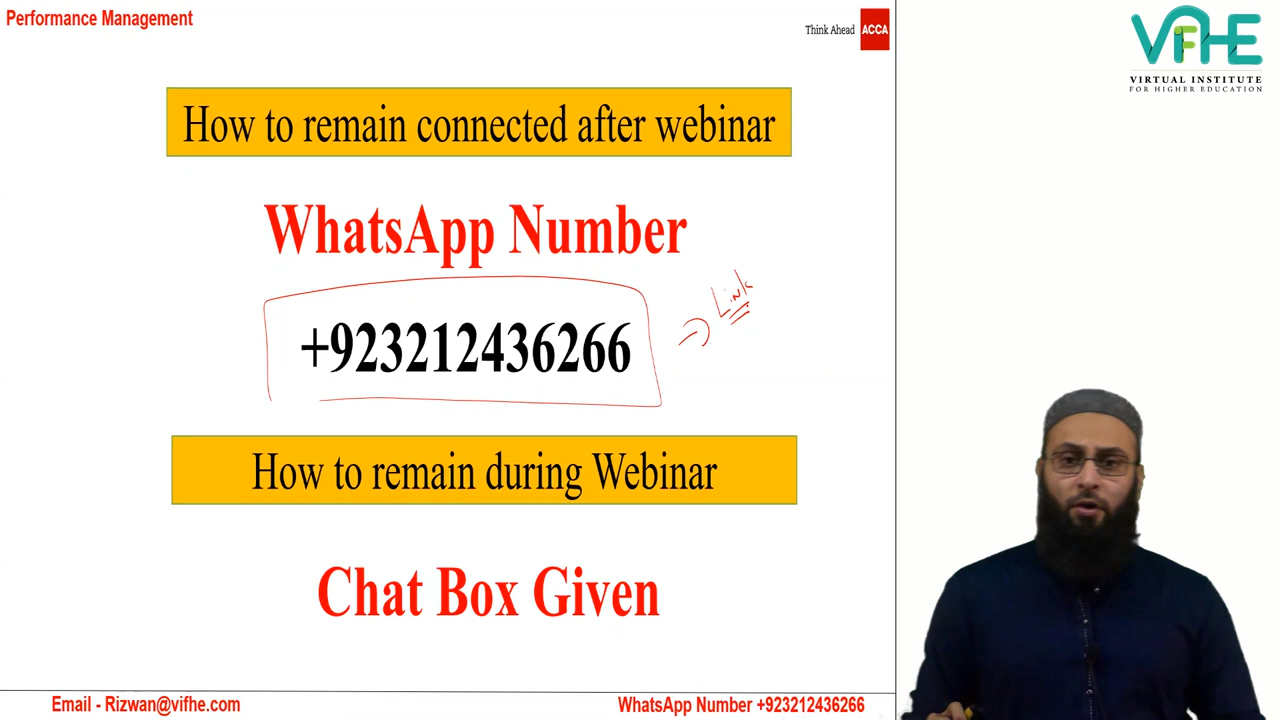 Performance Management
Think Ahead ACCA
VIFHE
VIRTUAL INSTITUTE
FOR HIGHER EDUCATION
How to remain connected after webinar
WhatsApp Number
+923212436266
Link
How to remain during Webinar
Chat Box Given
Email - Rizwan@vifhe.com
WhatsApp Number +923212436266